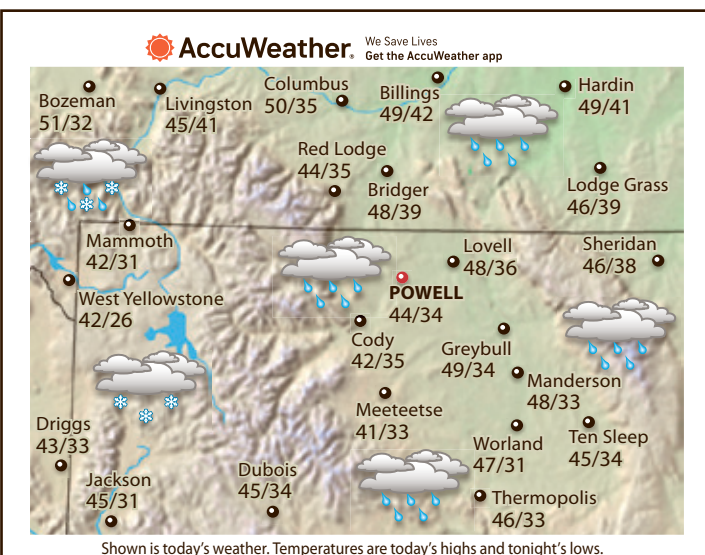 AccuWeather®
We Save Lives
Get the AccuWeather app
Bozeman
51/32
Livingston
45/41
Columbus
50/35
Billings
49/42
Hardin
49/41
Red Lodge
44/35
Bridger
48/39
Lodge Grass
46/39
Mammoth
42/31
Lovell
48/36
Sheridan
46/38
West Yellowstone
42/26
POWELL
44/34
Cody
42/35
Greybull
49/34
Manderson
48/33
Meeteetse
41/33
Driggs
43/33
Worland
47/31
Ten Sleep
45/34
Jackson
45/31
Dubois
45/34
Thermopolis
46/33
Shown is today's weather. Temperatures are today's highs and tonight's lows.